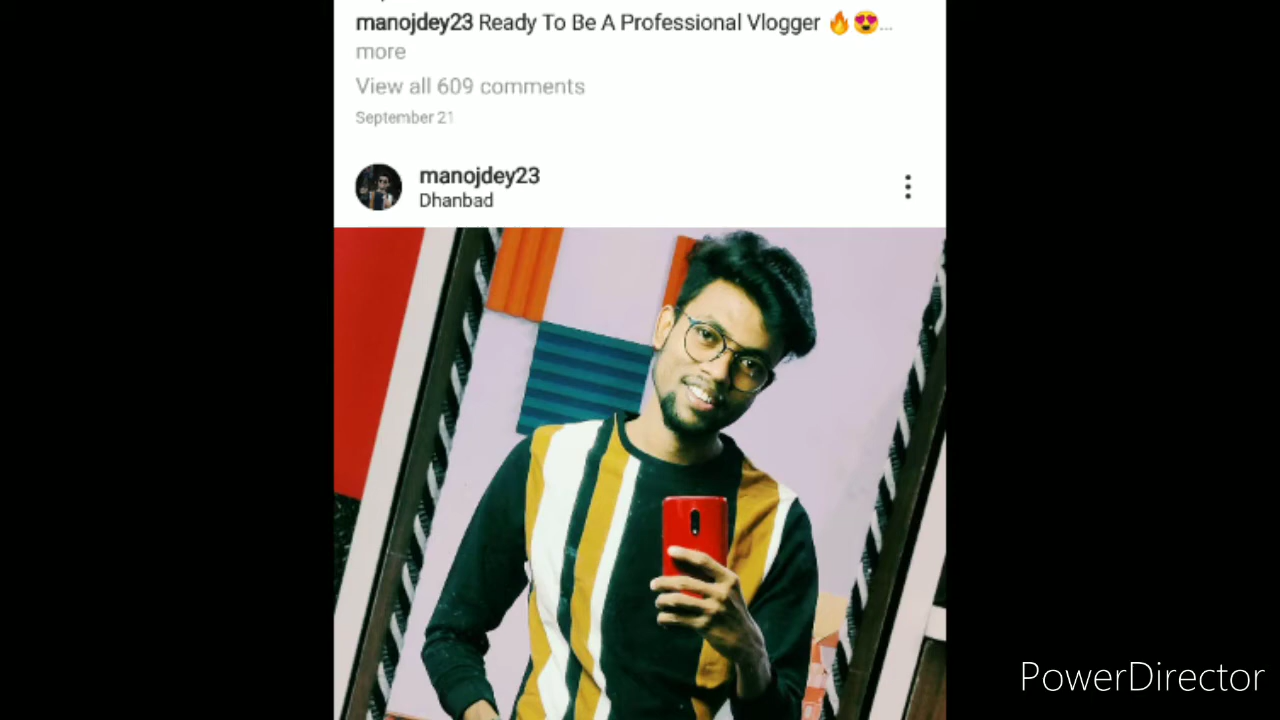 manojdey23 Ready To Be A Professional Vlogger 🔥😍...
more
View all 609 comments
September 21
manojdey23
Dhanbad
PowerDirector